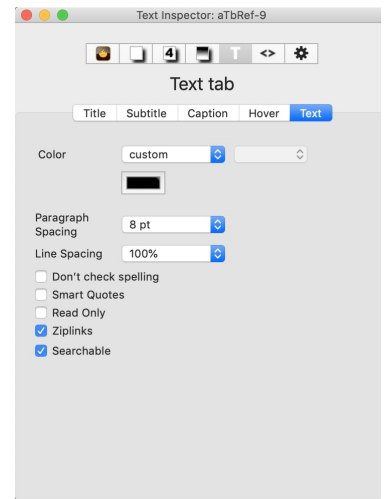 Text Inspector: aTbRef-9
4 T <>
Text tab
Title Subtitle Caption Hover Text
Color custom
Paragraph
Spacing 8 pt
Line Spacing 100%
Don't check spelling
Smart Quotes
Read Only
Ziplinks
Searchable